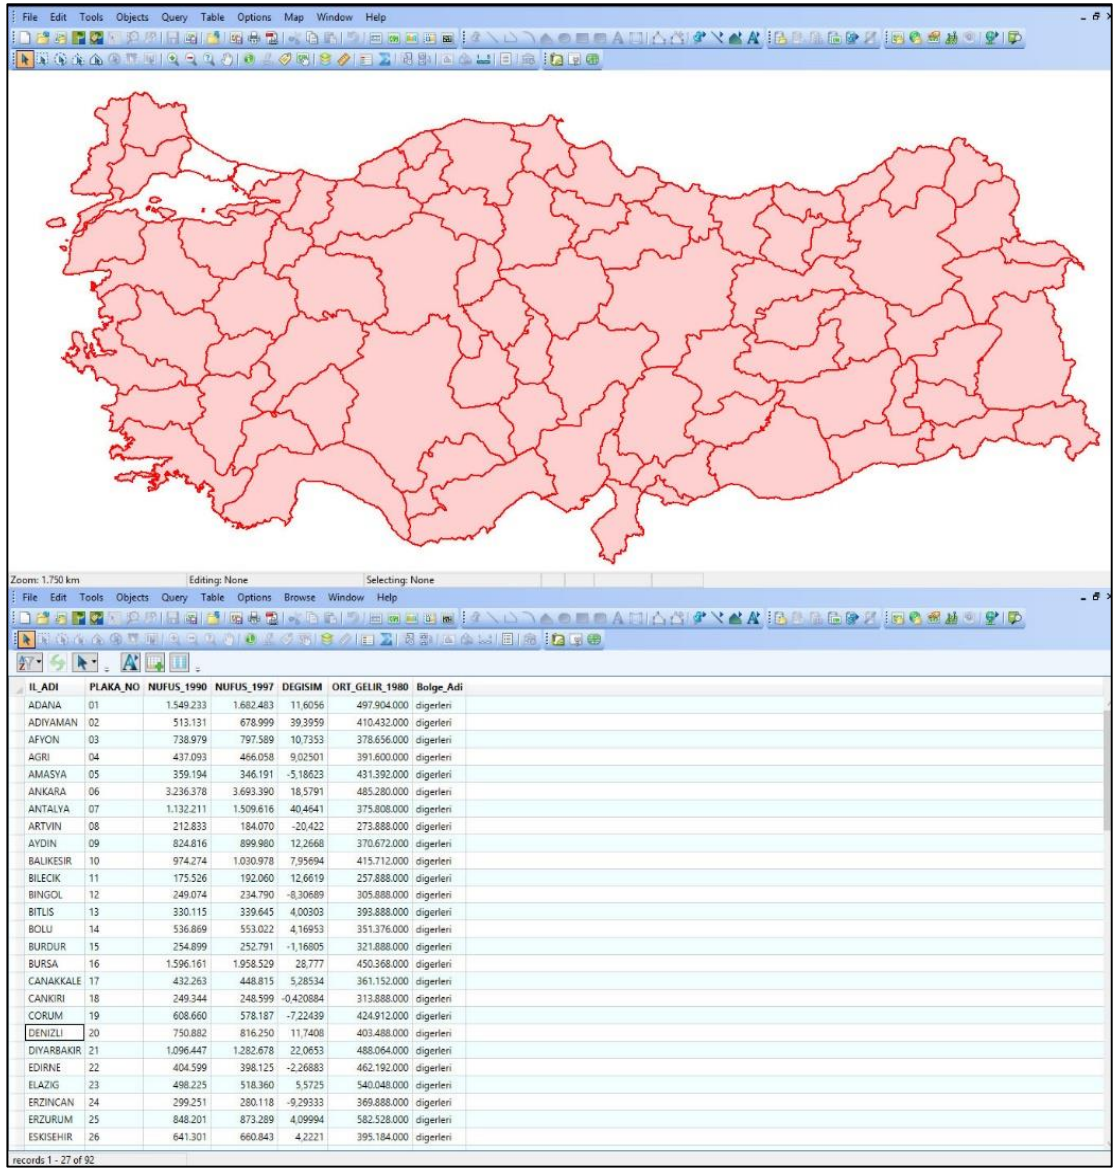 File Edit Tools Objects Query Table Options Map Window Help
Zoom: 1.750 km Editing: None Selecting: None
File Edit Tools Objects Query Table Options Browse Window Help
IL_ADI PLAKA_NO NUFUS_1990 NUFUS_1997 DEGISIM ORT_GELIR_1980 Bolge_Adi
ADANA 01 1.549.233 1.682.483 11,6056 497.904.000 digerleri
ADIYAMAN 02 513.131 678.999 39,3959 410.432.000 digerleri
AFYON 03 738.979 797.589 10,7353 378.656.000 digerleri
AGRI 04 437.093 466.058 9,02501 391.600.000 digerleri
AMASYA 05 359.194 346.191 -5,18623 431.392.000 digerleri
ANKARA 06 3.236.378 3.693.390 18,5791 485.280.000 digerleri
ANTALYA 07 1.132.211 1.509.616 40,4641 375.808.000 digerleri
ARTVIN 08 212.833 184.070 -20,422 273.888.000 digerleri
AYDIN 09 824.816 899.980 12,2668 370.672.000 digerleri
BALIKESIR 10 974.274 1.030.978 7,95694 415.712.000 digerleri
BILECIK 11 175.526 192.060 12,6619 257.888.000 digerleri
BINGOL 12 249.074 234.790 -8,30689 305.888.000 digerleri
BITLIS 13 330.115 339.645 4,00303 393.888.000 digerleri
BOLU 14 536.869 553.022 4,16953 351.376.000 digerleri
BURDUR 15 254.899 252.791 -1,16805 321.888.000 digerleri
BURSA 16 1.596.161 1.958.529 28,777 450.368.000 digerleri
CANAKKALE 17 432.263 448.815 5,28534 361.152.000 digerleri
CANKIRI 18 249.344 248.599 -0,420884 313.888.000 digerleri
CORUM 19 608.660 578.187 -7,22439 424.912.000 digerleri
DENIZLI 20 750.882 816.250 11,7408 403.488.000 digerleri
DIYARBAKIR 21 1.096.447 1.282.678 22,0653 488.064.000 digerleri
EDIRNE 22 404.599 398.125 -2,26883 462.192.000 digerleri
ELAZIG 23 498.225 518.360 5,5725 540.048.000 digerleri
ERZINCAN 24 299.251 280.118 -9,29333 369.888.000 digerleri
ERZURUM 25 848.201 873.289 4,09994 582.528.000 digerleri
ESKISEHIR 26 641.301 660.843 4,2221 395.184.000 digerleri
records 1 - 27 of 92